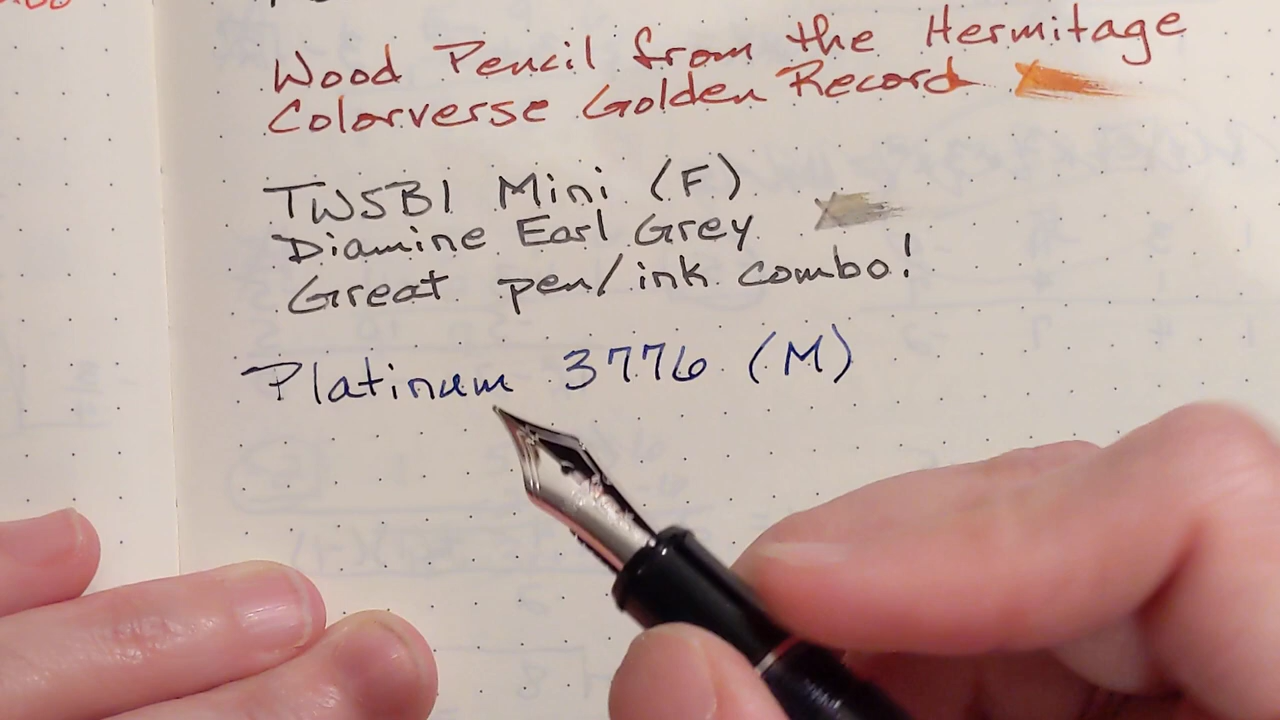 Wood Pencil from the Hermitage
Colorverse Golden Record
TWSBI Mini (F)
Diamine Earl Grey
Great pen/ink combo!
Platinum 3776 (M)